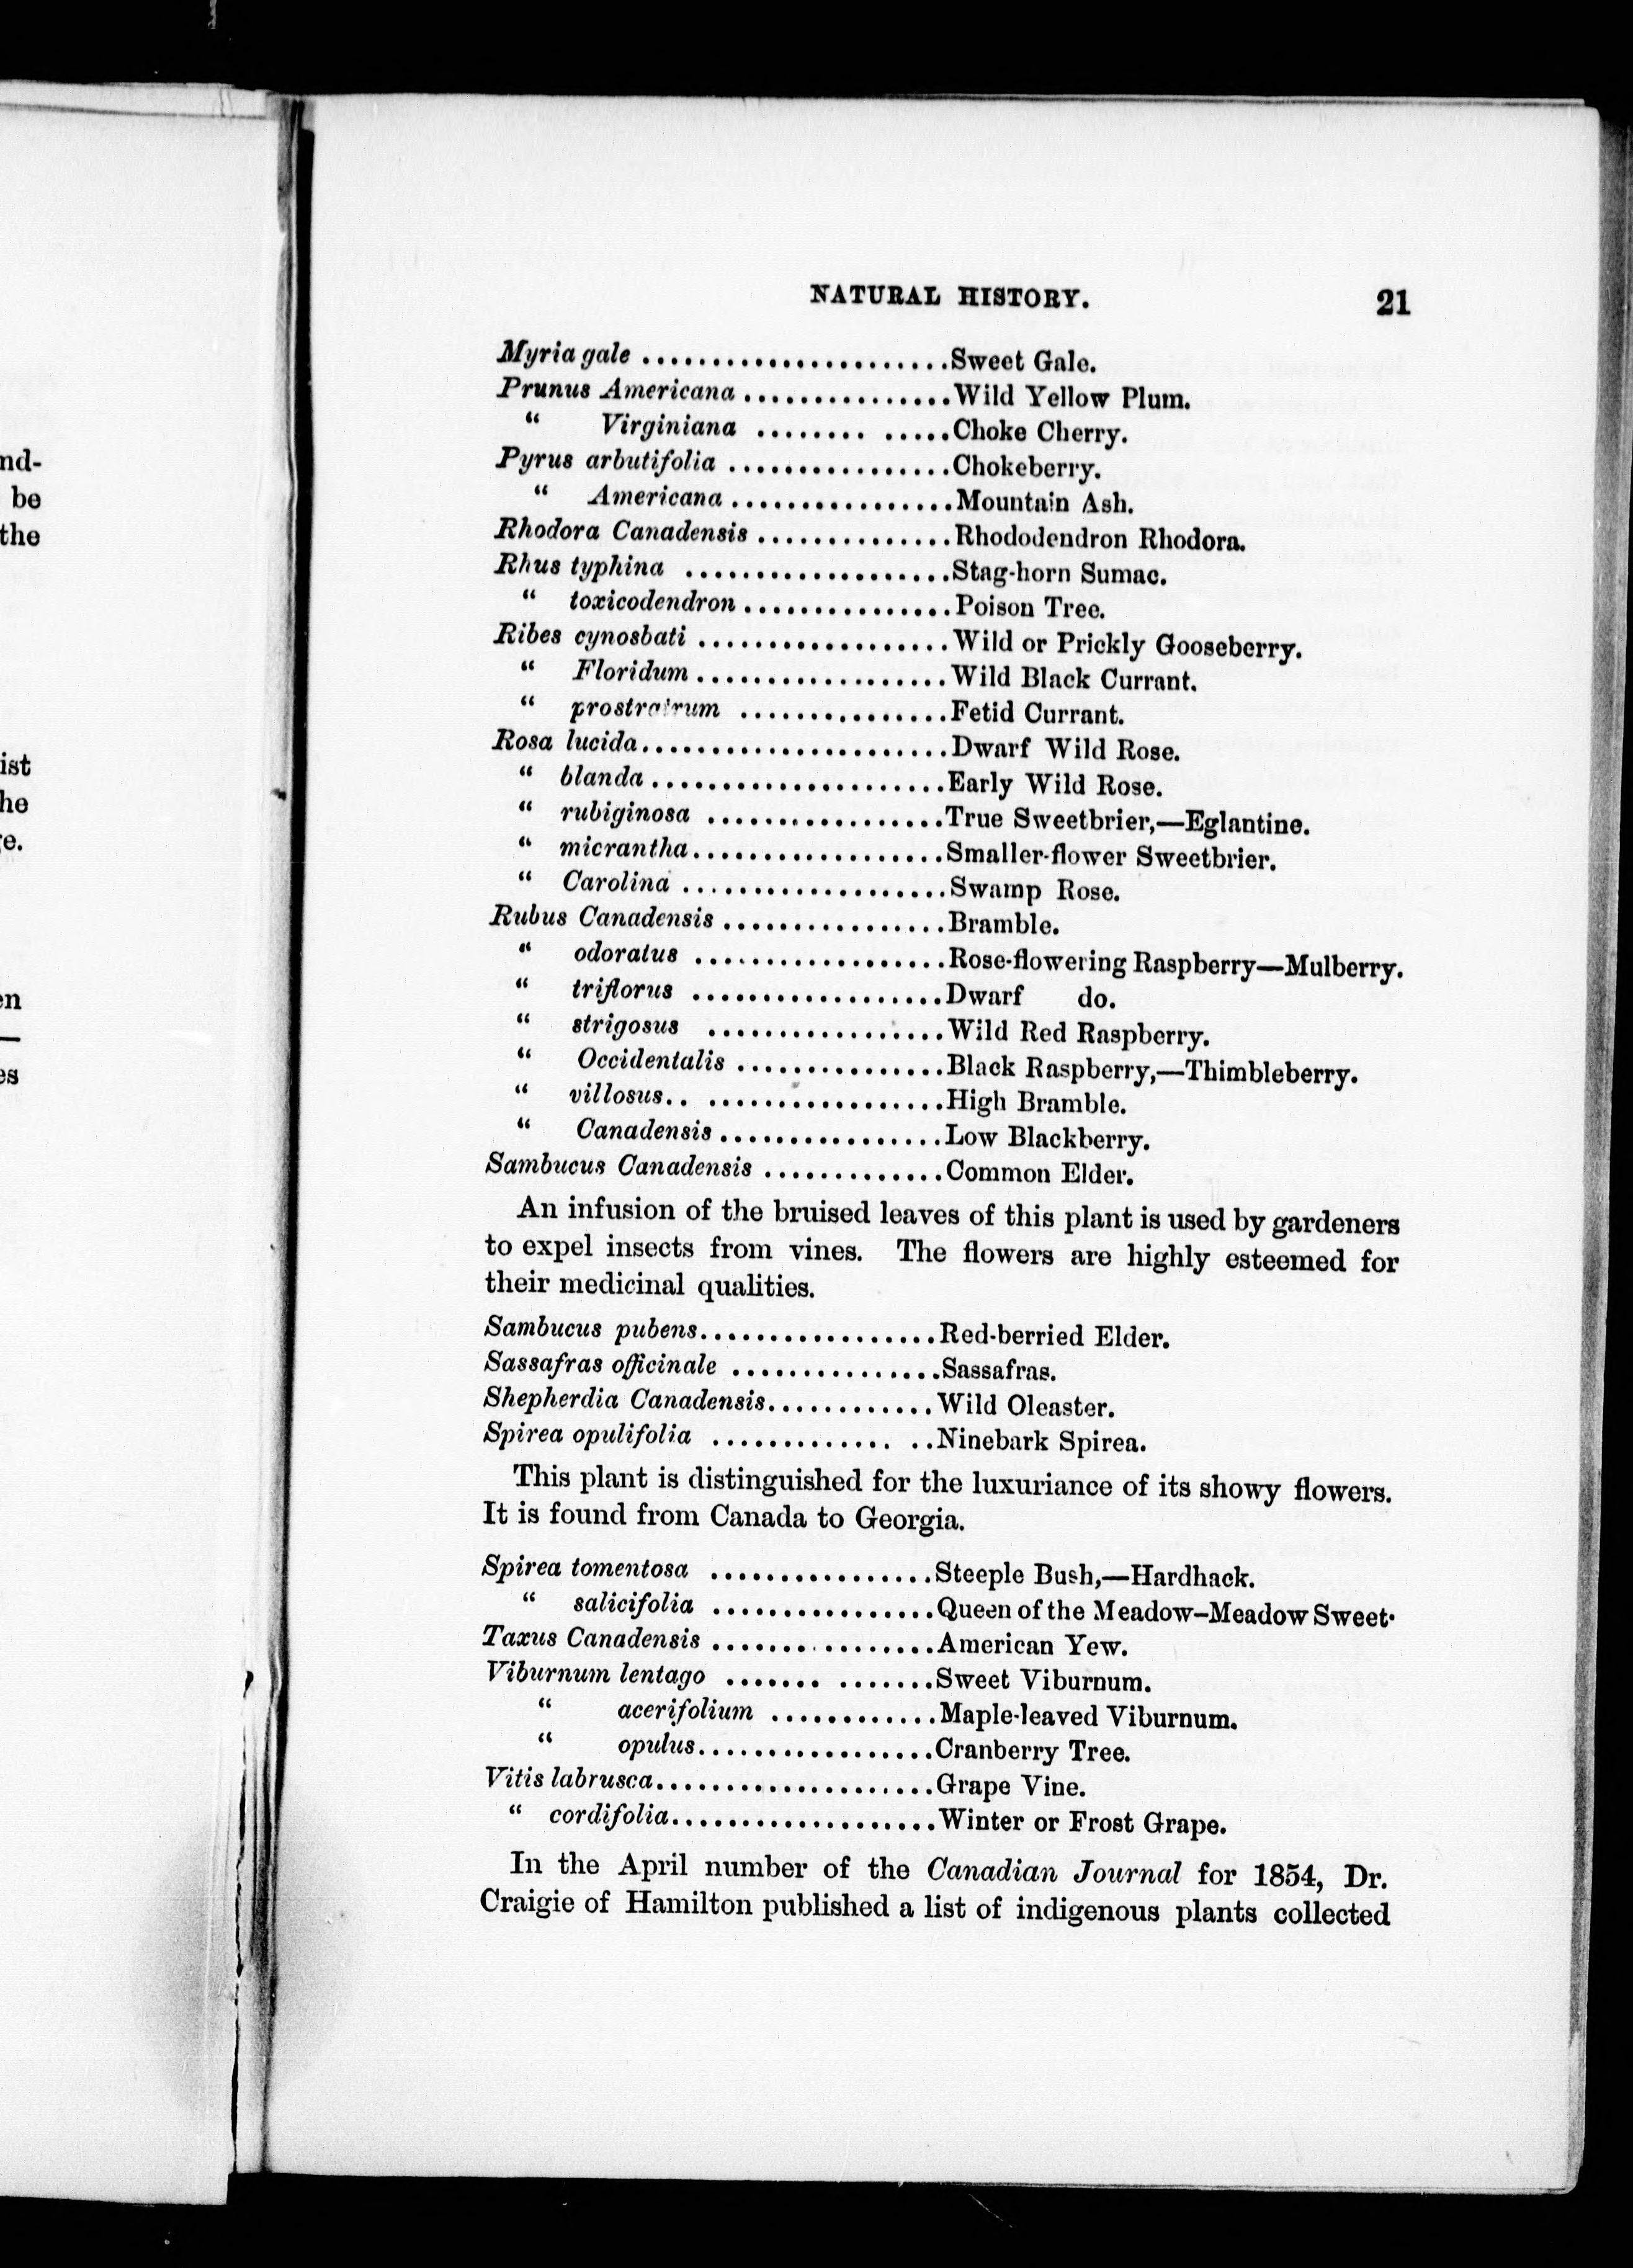 nd-
be
the
ist
he
e.
en
—
es
NATURAL HISTORY. 21
Myria gale ......................Sweet Gale.
Prunus Americana ...............Wild Yellow Plum.
“ Virginiana ........ .....Choke Cherry.
Pyrus arbutifolia ................Chokeberry.
“ Americana ................Mountain Ash.
Rhodora Canadensis ..............Rhododendron Rhodora.
Rhus typhina ...................Stag-horn Sumac.
“ toxicodendron ...............Poison Tree.
Ribes cynosbati ..................Wild or Prickly Gooseberry.
“ Floridum ..................Wild Black Currant.
“ prostratrum ...............Fetid Currant.
Rosa lucida......................Dwarf Wild Rose.
“ blanda .....................Early Wild Rose.
“ rubiginosa .................True Sweetbrier,—Eglantine.
“ micrantha..................Smaller-flower Sweetbrier.
“ Carolina ...................Swamp Rose.
Rubus Canadensis ................Bramble.
“ odoratus ..................Rose-flowering Raspberry—Mulberry.
“ triflorus ..................Dwarf do.
“ strigosus .................Wild Red Raspberry.
“ Occidentalis ...............Black Raspberry,—Thimbleberry.
“ villosus.. .................High Bramble.
“ Canadensis ................Low Blackberry.
Sambucus Canadensis .............Common Elder.
An infusion of the bruised leaves of this plant is used by gardeners
to expel insects from vines. The flowers are highly esteemed for
their medicinal qualities.
Sambucus pubens.................Red-berried Elder.
Sassafras officinale ...............Sassafras.
Shepherdia Canadensis............Wild Oleaster.
Spirea opulifolia ............. ..Ninebark Spirea.
This plant is distinguished for the luxuriance of its showy flowers.
It is found from Canada to Georgia.
Spirea tomentosa ................Steeple Bush,—Hardhack.
“ salicifolia ................Queen of the Meadow–Meadow Sweet·
Taxus Canadensis ................American Yew.
Viburnum lentago ....... .......Sweet Viburnum.
“ acerifolium ............Maple-leaved Viburnum.
“ opulus.................Cranberry Tree.
Vitis labrusca....................Grape Vine.
“ cordifolia...................Winter or Frost Grape.
In the April number of the Canadian Journal for 1854, Dr.
Craigie of Hamilton published a list of indigenous plants collected